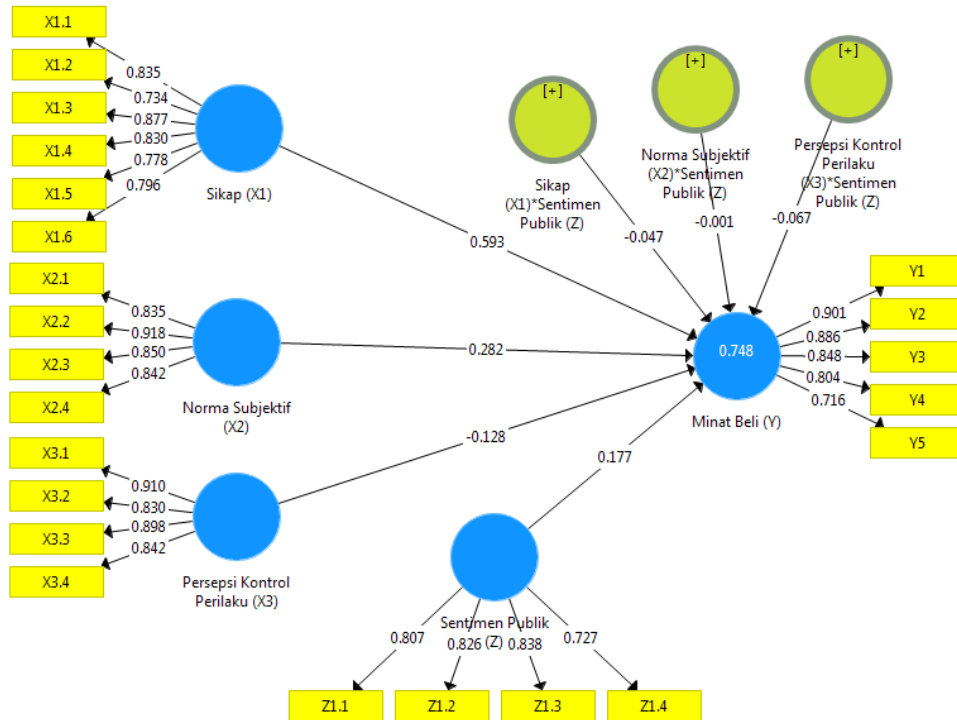 X1.1
X1.2
X1.3
X1.4
X1.5
X1.6
0.835
0.734
0.877
0.830
0.778
0.796
Sikap (X1)
[+]
Sikap
(X1)*Sentimen
Publik (Z)
[+]
Norma Subjektif
(X2)*Sentimen
Publik (Z)
[+]
Persepsi Kontrol
Perilaku
(X3)*Sentimen
Publik (Z)
-0.047
-0.001
-0.067
0.593
X2.1
X2.2
X2.3
X2.4
0.835
0.918
0.850
0.842
Norma Subjektif
(X2)
0.282
0.748
Minat Beli (Y)
0.901
0.886
0.848
0.804
0.716
Y1
Y2
Y3
Y4
Y5
X3.1
X3.2
X3.3
X3.4
0.910
0.830
0.898
0.842
Persepsi Kontrol
Perilaku (X3)
-0.128
0.177
Sentimen Publik
(Z)
0.807
0.826
0.838
0.727
Z1.1
Z1.2
Z1.3
Z1.4